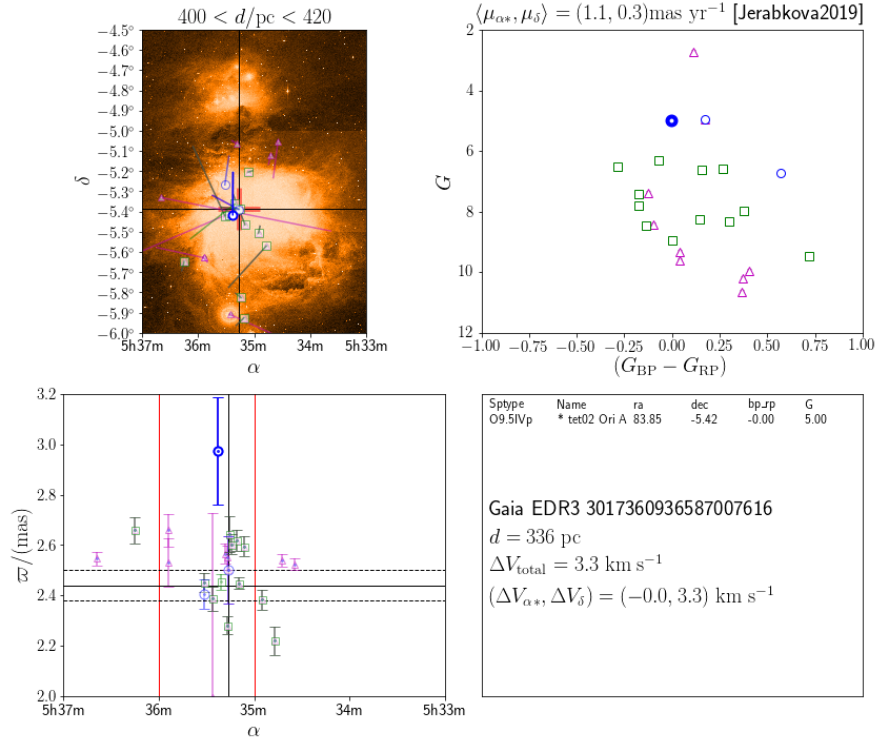 400 < d/pc < 420
−4.5°
−4.6°
−4.7°
−4.8°
−4.9°
−5.0°
−5.1°
−5.2°
−5.3°
−5.4°
−5.5°
−5.6°
−5.7°
−5.8°
−5.9°
−6.0°
δ
5h37m 36m 35m 34m 5h33m
α
⟨μα∗, μδ⟩ = (1.1, 0.3)mas yr−1 [Jerabkova2019]
2
4
6
8
10
12
G
−1.00 −0.75 −0.50 −0.25 0.00 0.25 0.50 0.75 1.00
(GBP − GRP)
3.2
3.0
2.8
2.6
2.4
2.2
2.0
ϖ/(mas)
5h37m 36m 35m 34m 5h33m
α
Sptype Name ra dec bp_rp G
O9.5IVp * tet02 Ori A 83.85 -5.42 -0.00 5.00
Gaia EDR3 3017360936587007616
d = 336 pc
ΔVtotal = 3.3 km s−1
(ΔVα∗, ΔVδ) = (−0.0, 3.3) km s−1